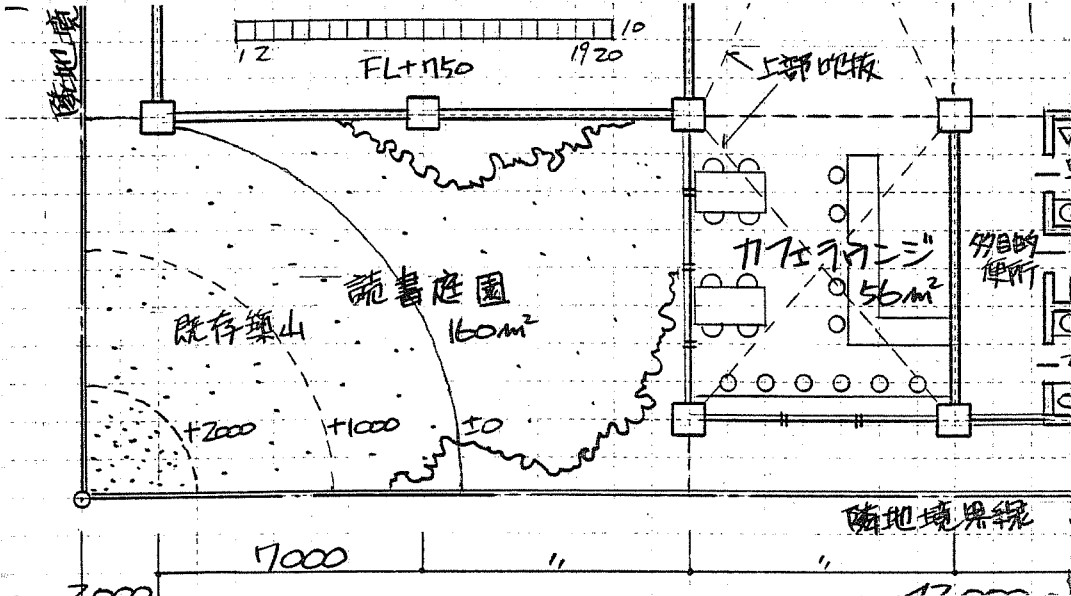 隣地境
10
12
1920
FL+750
上部吹抜
読書庭園
160m²
既存築山
+2000
+1000
±0
カフェラウンジ
56m²
多目的
便所
隣地境界線
7000
〃
〃